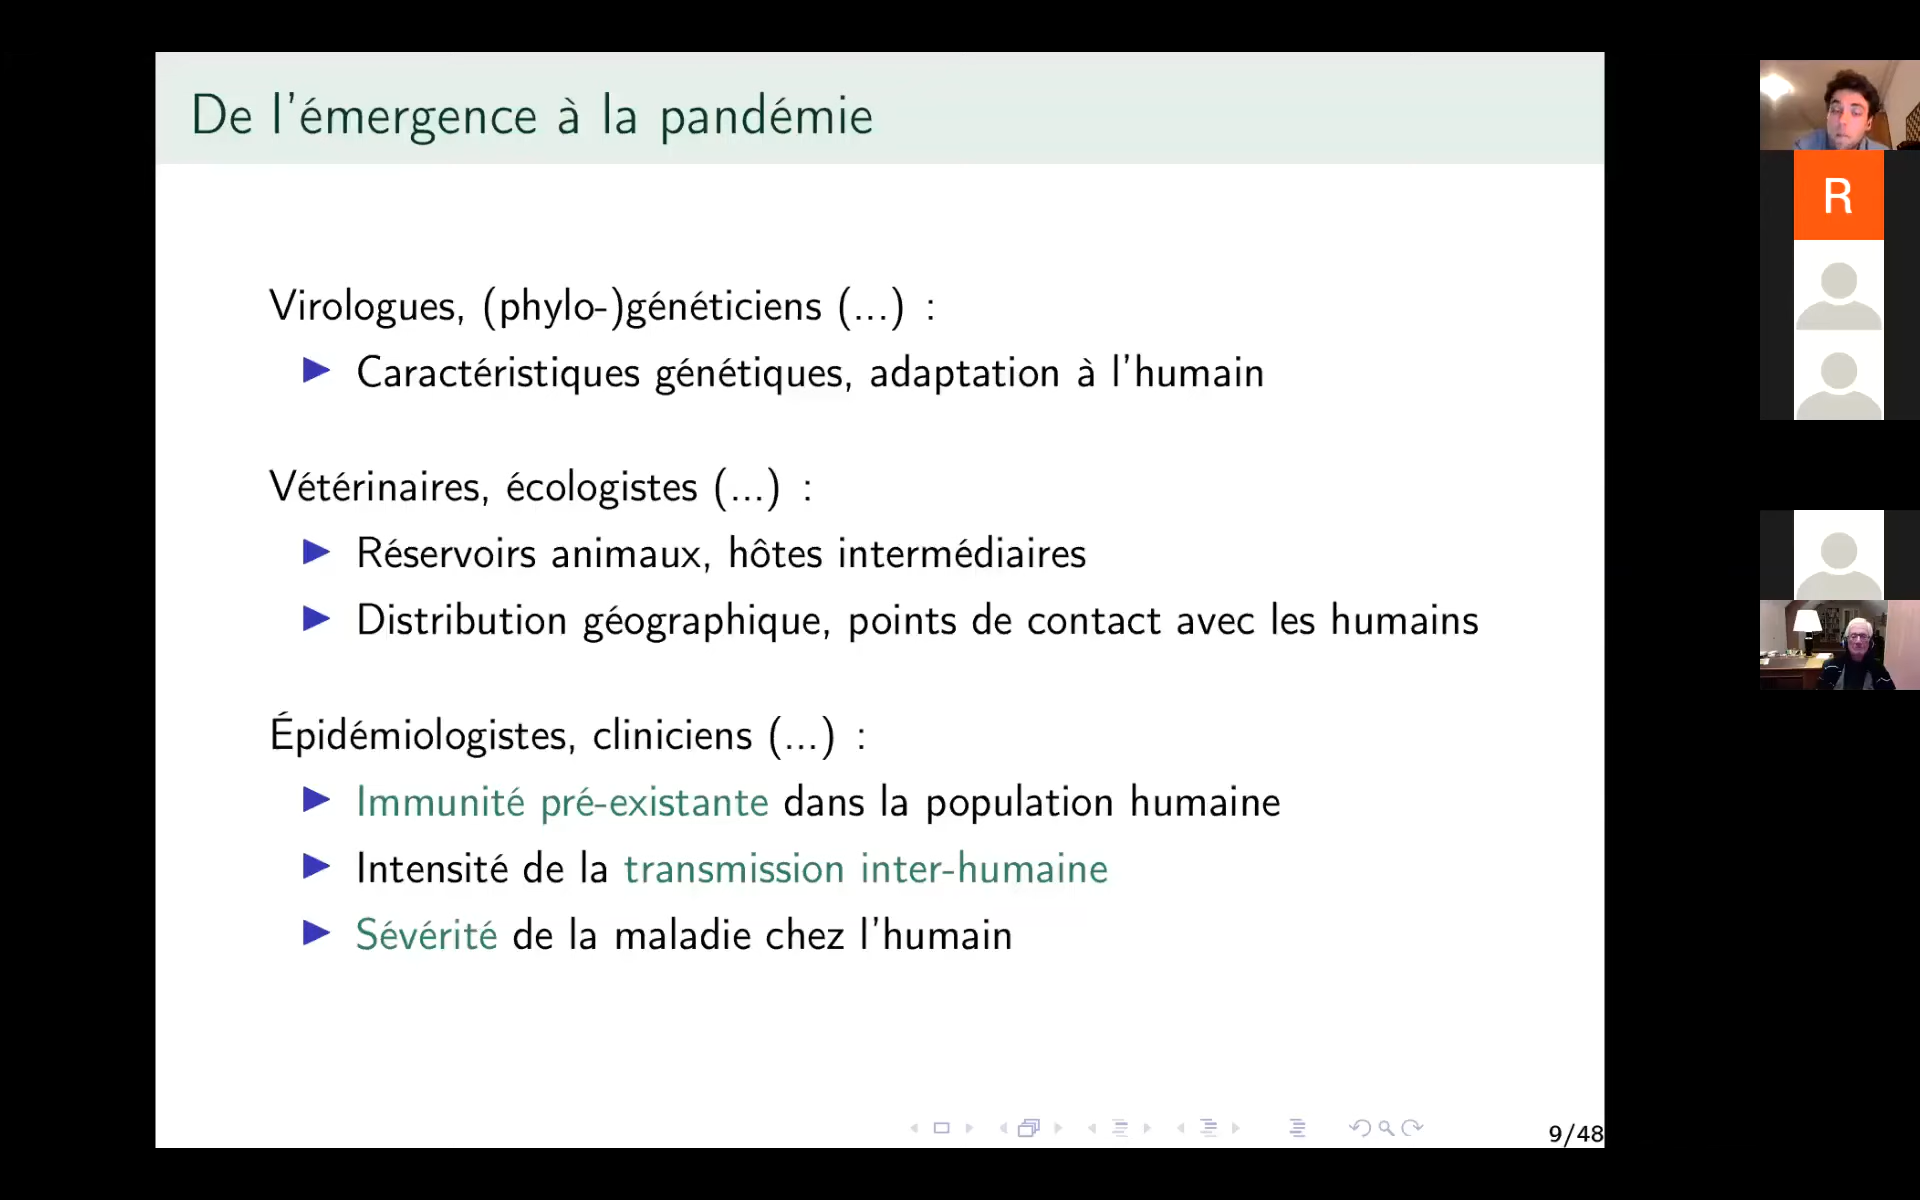 De l'émergence à la pandémie
Virologues, (phylo-)généticiens (...) :
Caractéristiques génétiques, adaptation à l'humain
Vétérinaires, écologistes (...) :
Réservoirs animaux, hôtes intermédiaires
Distribution géographique, points de contact avec les humains
Épidémiologistes, cliniciens (...) :
Immunité pré-existante dans la population humaine
Intensité de la transmission inter-humaine
Sévérité de la maladie chez l'humain
9/48
R